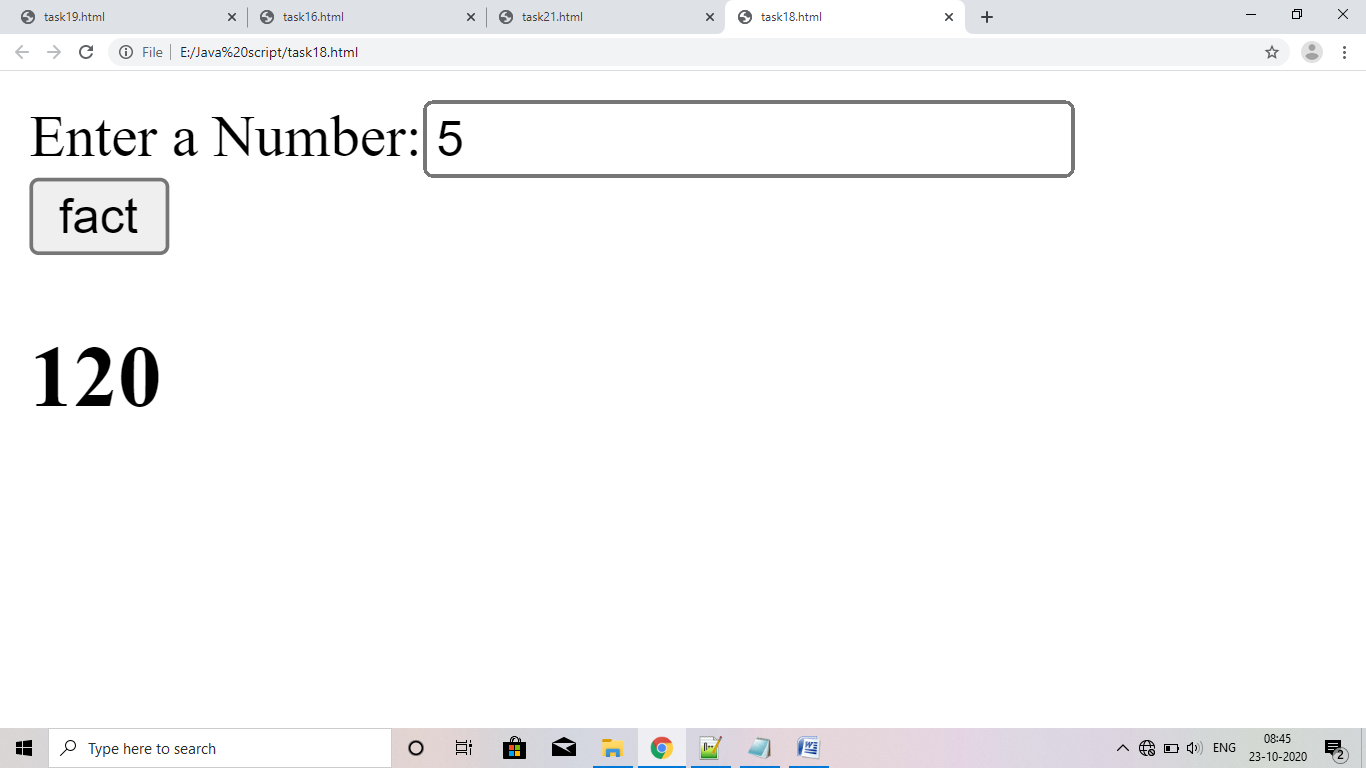 task19.html
task16.html
task21.html
task18.html
File
E:/Java%20script/task18.html
Enter a Number: 5
fact
120
Type here to search
ENG
08:45
23-10-2020
2